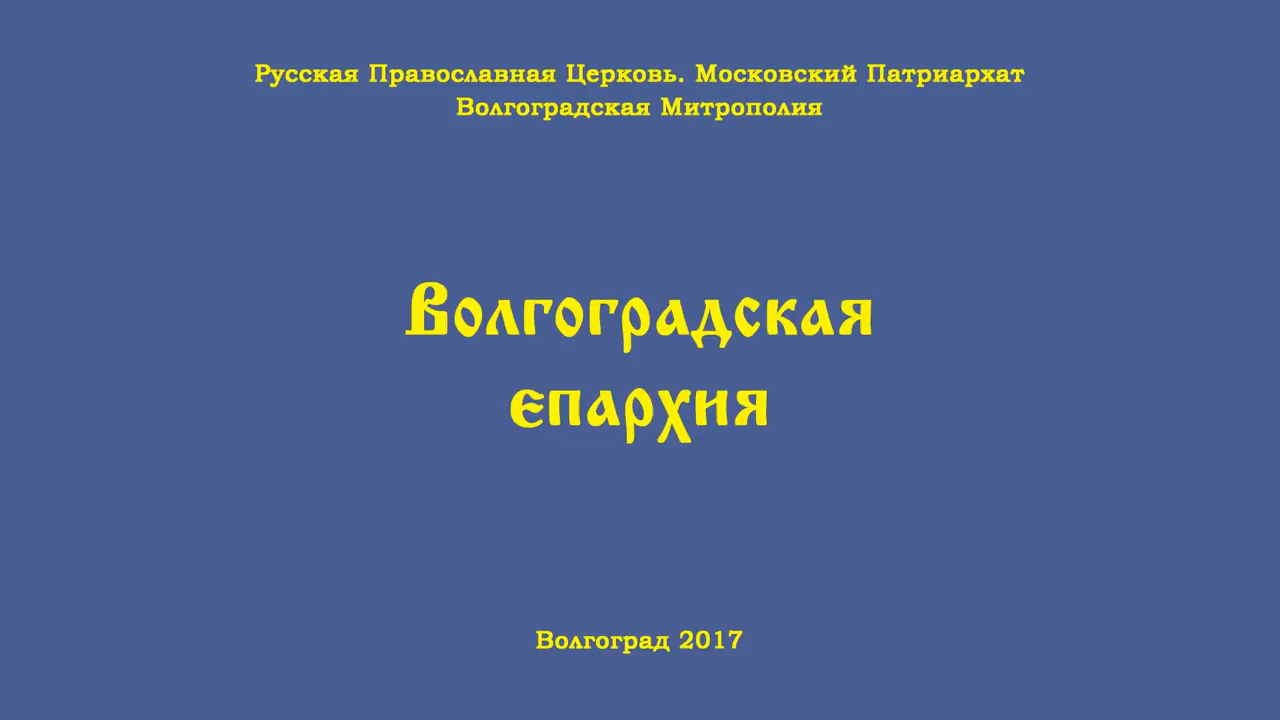 Русская Православная Церковь. Московский Патриархат
Волгоградская Митрополия
Волгоградская
епархия
Волгоград 2017